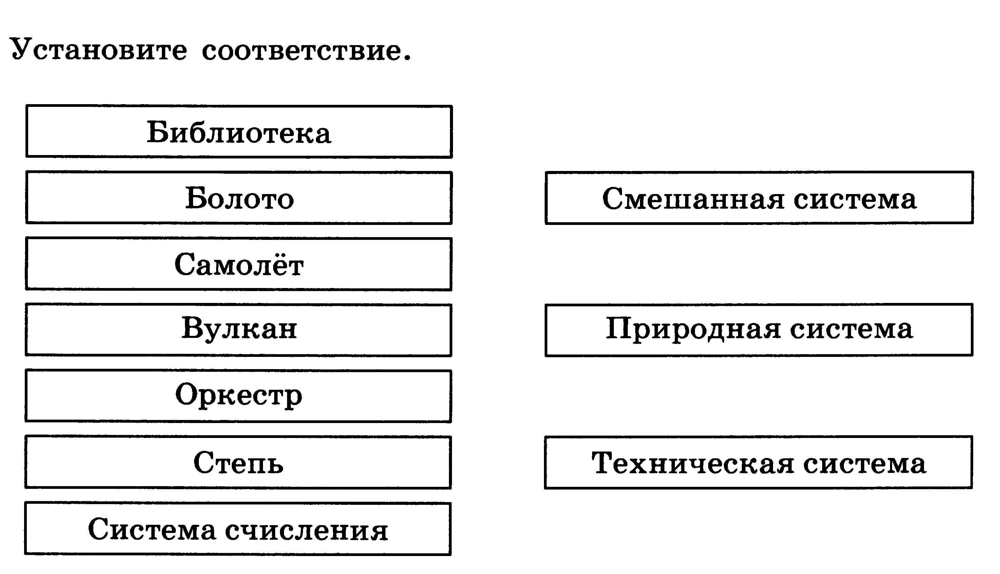 Установите соответствие.
Библиотека
Болото
Смешанная система
Самолёт
Вулкан
Природная система
Оркестр
Степь
Техническая система
Система счисления